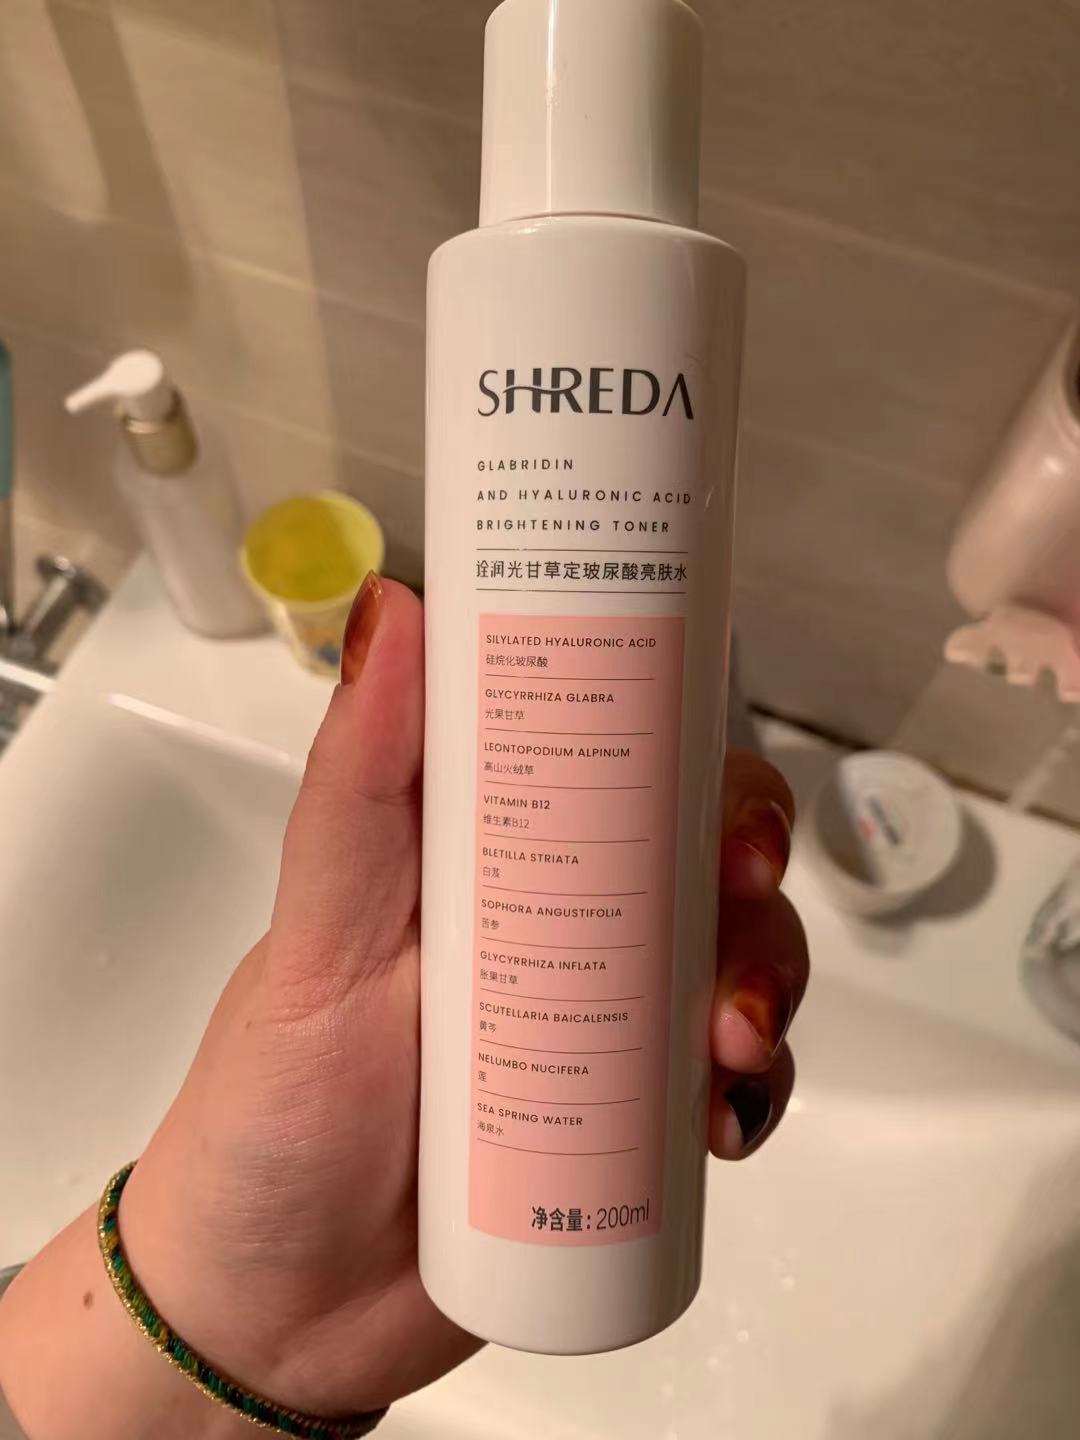 SHREDA
GLABRIDIN
AND HYALURONIC ACID
BRIGHTENING TONER
诠润光甘草定玻尿酸亮肤水
SILYLATED HYALURONIC ACID
硅烷化玻尿酸
GLYCYRRHIZA GLABRA
光果甘草
LEONTOPODIUM ALPINUM
高山火绒草
VITAMIN B12
维生素B12
BLETILLA STRIATA
白芨
SOPHORA ANGUSTIFOLIA
苦参
GLYCYRRHIZA INFLATA
胀果甘草
SCUTELLARIA BAICALENSIS
黄芩
NELUMBO NUCIFERA
莲
SEA SPRING WATER
海泉水
净含量:200ml